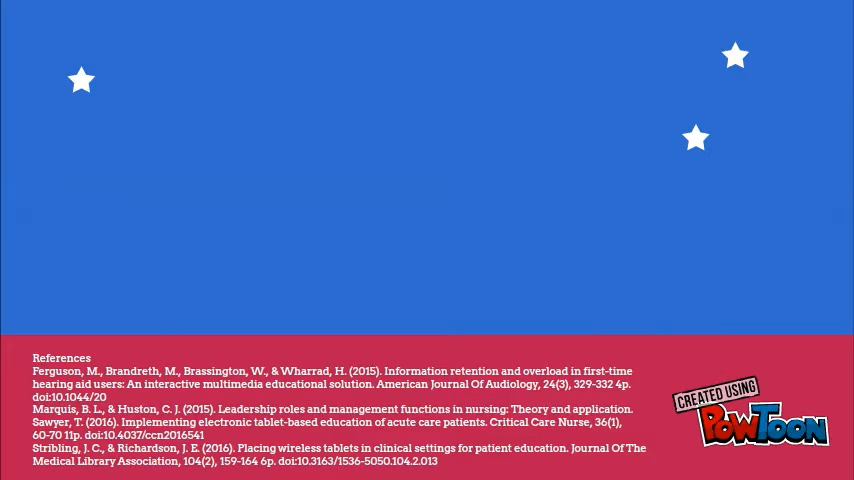 References
Ferguson, M., Brandreth, M., Brassington, W., & Wharrad, H. (2015). Information retention and overload in first-time
hearing aid users: An interactive multimedia educational solution. American Journal Of Audiology, 24(3), 329-332 4p.
doi:10.1044/20
Marquis, B. L., & Huston, C. J. (2015). Leadership roles and management functions in nursing: Theory and application.
Sawyer, T. (2016). Implementing electronic tablet-based education of acute care patients. Critical Care Nurse, 36(1),
60-70 11p. doi:10.4037/ccn2016541
Stribling, J. C., & Richardson, J. E. (2016). Placing wireless tablets in clinical settings for patient education. Journal Of The
Medical Library Association, 104(2), 159-164 6p. doi:10.3163/1536-5050.104.2.013
CREATED USING
POWTOON